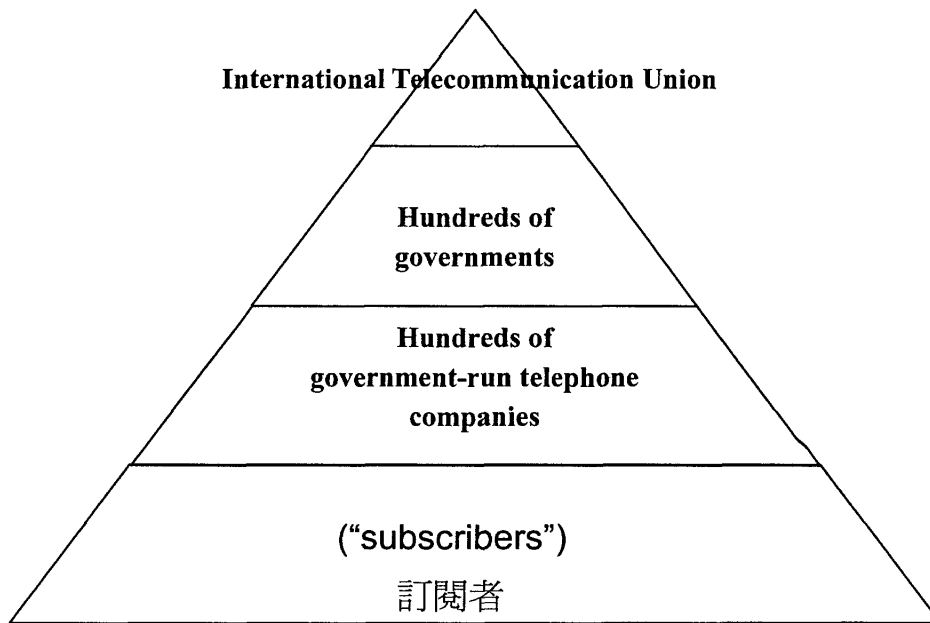 International Telecommunication Union
Hundreds of
governments
Hundreds of
government-run telephone
companies
(“subscribers”)
訂閱者